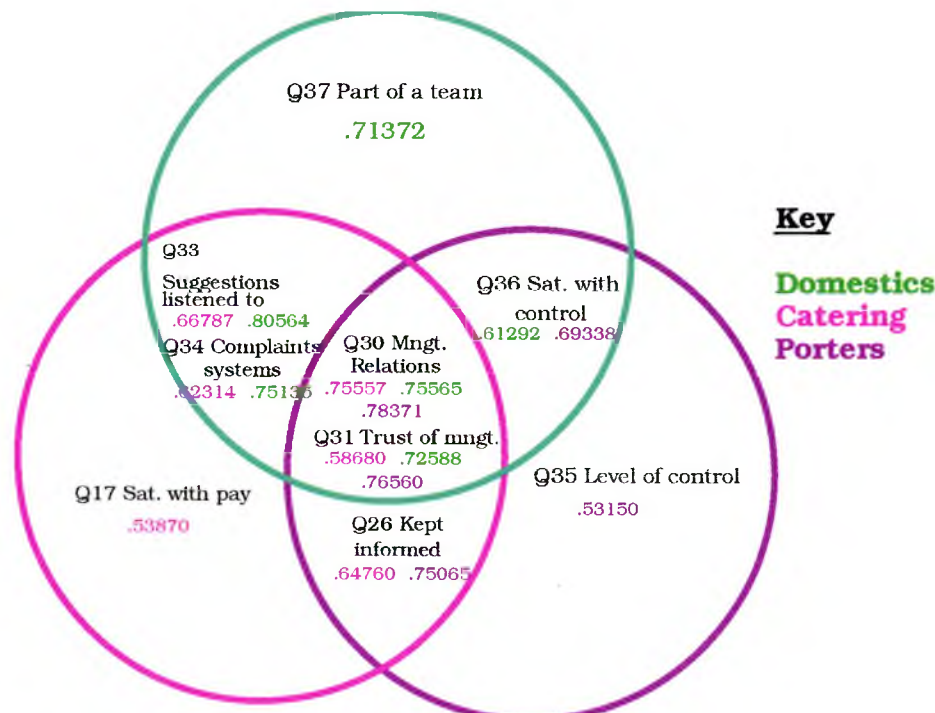 Q37 Part of a team
.71372
Key
Domestics
Catering
Porters
Q33
Suggestions
listened to
.66787 .80564
Q34 Complaints
systems
.62314 .75135
Q36 Sat. with
control
.61292 .69338
Q30 Mngt.
Relations
.75557 .75565
.78371
Q31 Trust of mngt.
.58680 .72588
.76560
Q17 Sat. with pay
.53870
Q35 Level of control
.53150
Q26 Kept
informed
.64760 .75065